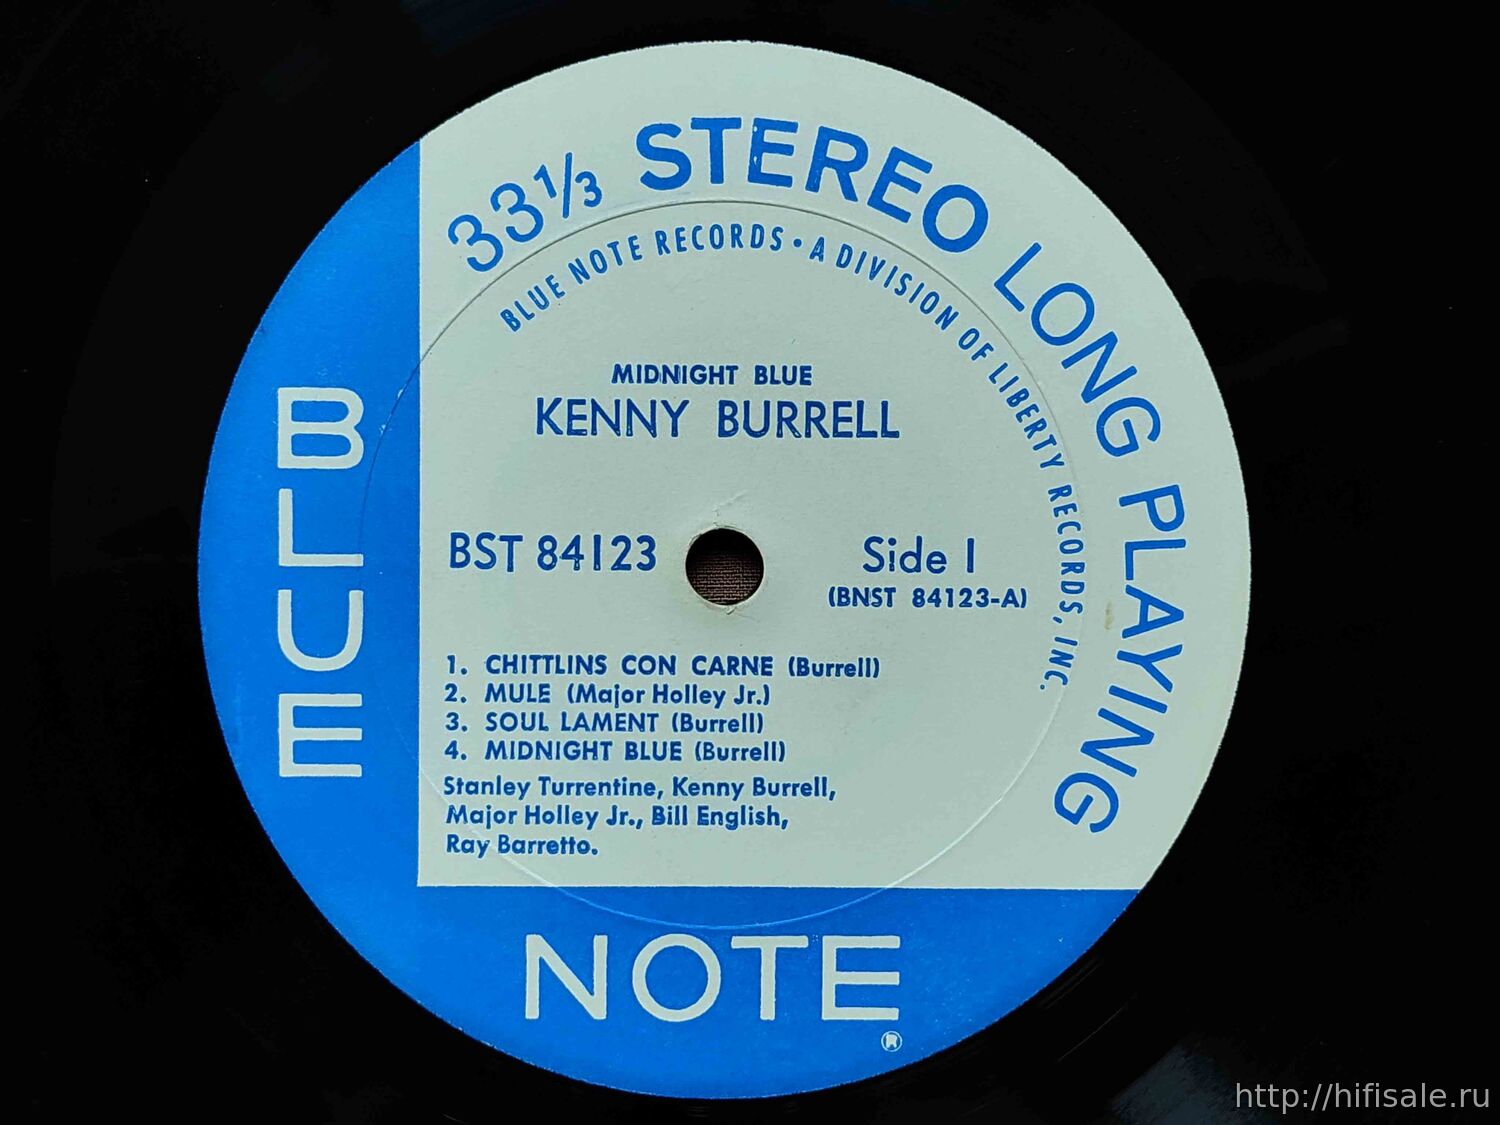 33⅓ STEREO LONG PLAYING
BLUE NOTE RECORDS • A DIVISION OF LIBERTY RECORDS, INC.
MIDNIGHT BLUE
KENNY BURRELL
BST 84123
Side 1
(BNST 84123-A)
1. CHITTLINS CON CARNE (Burrell)
2. MULE (Major Holley Jr.)
3. SOUL LAMENT (Burrell)
4. MIDNIGHT BLUE (Burrell)
Stanley Turrentine, Kenny Burrell,
Major Holley Jr., Bill English,
Ray Barretto.
BLUE
NOTE
®
http://hifisale.ru